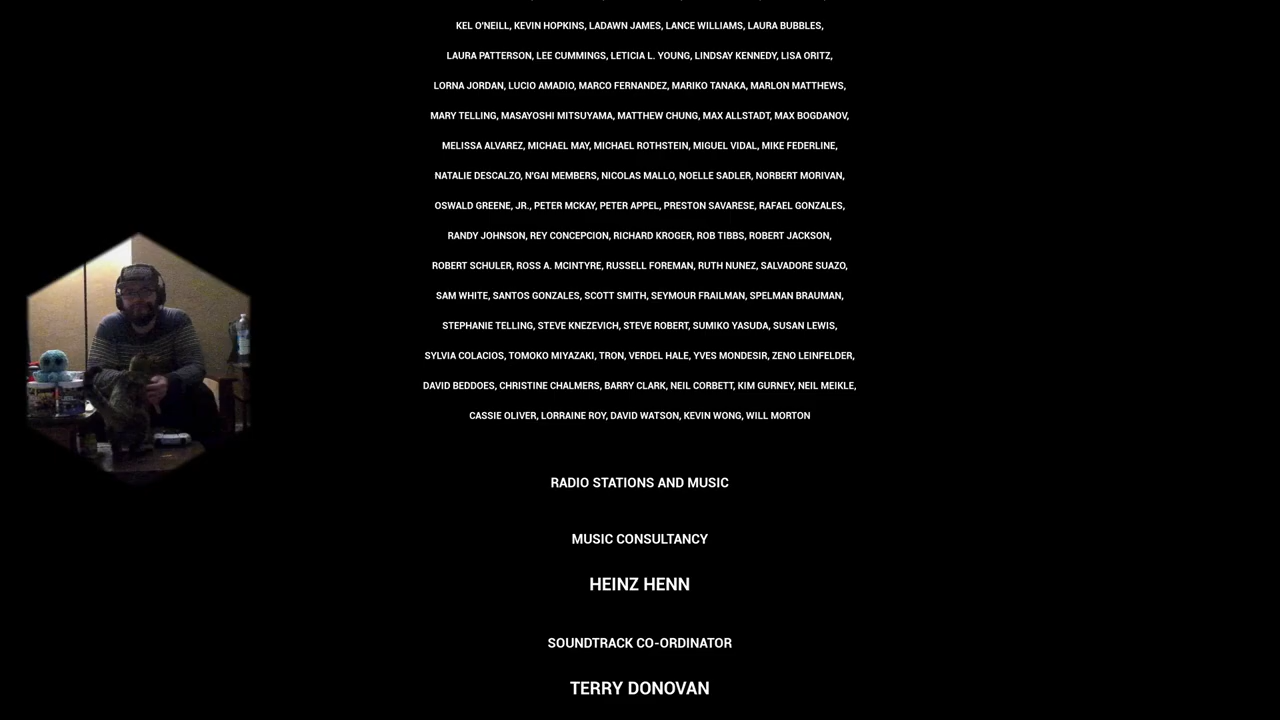 KEL O'NEILL, KEVIN HOPKINS, LADAWN JAMES, LANCE WILLIAMS, LAURA BUBBLES,
LAURA PATTERSON, LEE CUMMINGS, LETICIA L. YOUNG, LINDSAY KENNEDY, LISA ORITZ,
LORNA JORDAN, LUCIO AMADIO, MARCO FERNANDEZ, MARIKO TANAKA, MARLON MATTHEWS,
MARY TELLING, MASAYOSHI MITSUYAMA, MATTHEW CHUNG, MAX ALLSTADT, MAX BOGDANOV,
MELISSA ALVAREZ, MICHAEL MAY, MICHAEL ROTHSTEIN, MIGUEL VIDAL, MIKE FEDERLINE,
NATALIE DESCALZO, N'GAI MEMBERS, NICOLAS MALLO, NOELLE SADLER, NORBERT MORIVAN,
OSWALD GREENE, JR., PETER MCKAY, PETER APPEL, PRESTON SAVARESE, RAFAEL GONZALES,
RANDY JOHNSON, REY CONCEPCION, RICHARD KROGER, ROB TIBBS, ROBERT JACKSON,
ROBERT SCHULER, ROSS A. MCINTYRE, RUSSELL FOREMAN, RUTH NUNEZ, SALVADORE SUAZO,
SAM WHITE, SANTOS GONZALES, SCOTT SMITH, SEYMOUR FRAILMAN, SPELMAN BRAUMAN,
STEPHANIE TELLING, STEVE KNEZEVICH, STEVE ROBERT, SUMIKO YASUDA, SUSAN LEWIS,
SYLVIA COLACIOS, TOMOKO MIYAZAKI, TRON, VERDEL HALE, YVES MONDESIR, ZENO LEINFELDER,
DAVID BEDDOES, CHRISTINE CHALMERS, BARRY CLARK, NEIL CORBETT, KIM GURNEY, NEIL MEIKLE,
CASSIE OLIVER, LORRAINE ROY, DAVID WATSON, KEVIN WONG, WILL MORTON
RADIO STATIONS AND MUSIC
MUSIC CONSULTANCY
HEINZ HENN
SOUNDTRACK CO-ORDINATOR
TERRY DONOVAN